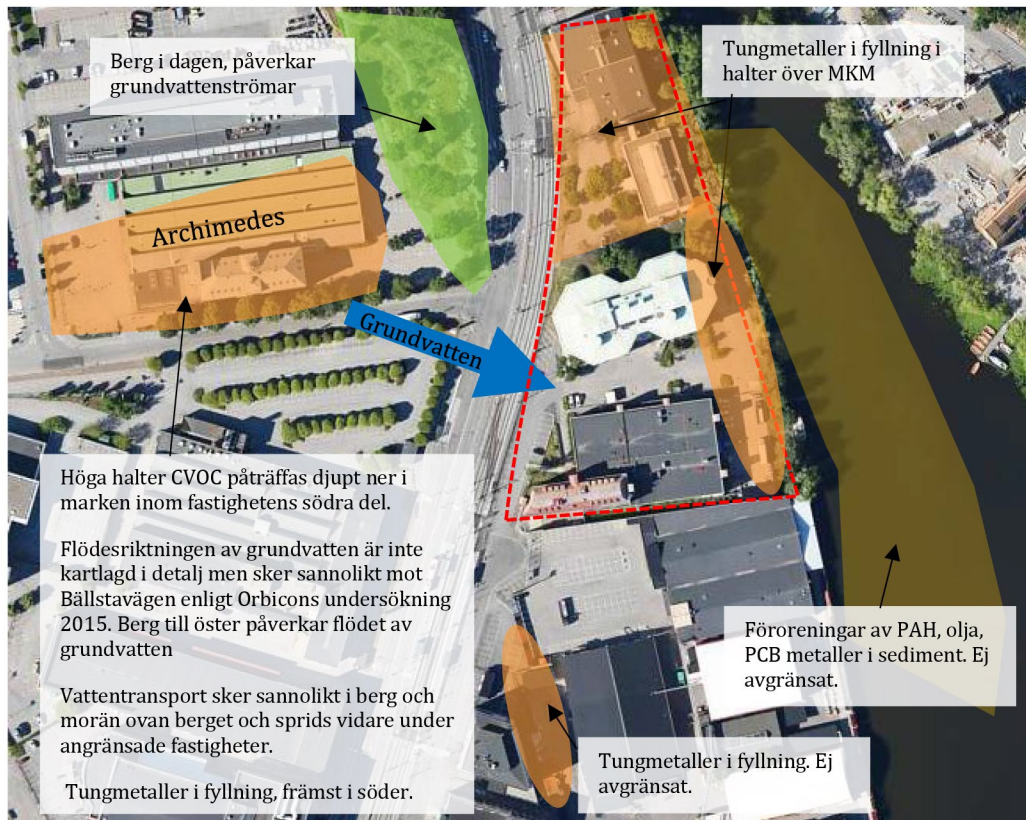 Berg i dagen, påverkar
grundvattenströmar
Tungmetaller i fyllning i
halter över MKM
Archimedes
Grundvatten
Höga halter CVOC påträffas djupt ner i
marken inom fastighetens södra del.
Flödesriktningen av grundvatten är inte
kartlagd i detalj men sker sannolikt mot
Bällstavägen enligt Orbicons undersökning
2015. Berg till öster påverkar flödet av
grundvatten
Vattentransport sker sannolikt i berg och
morän ovan berget och sprids vidare under
angränsade fastigheter.
Tungmetaller i fyllning, främst i söder.
Föroreningar av PAH, olja,
PCB metaller i sediment. Ej
avgränsat.
Tungmetaller i fyllning. Ej
avgränsat.